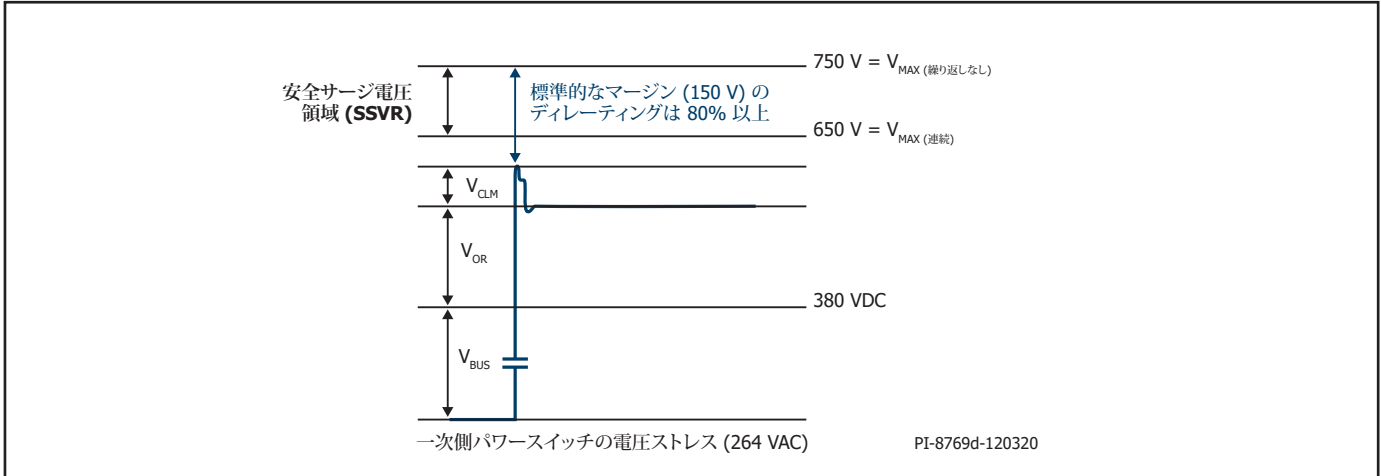 750 V = VMAX (繰り返しなし)
安全サージ電圧
領域 (SSVR)
標準的なマージン (150 V) の
ディレーティングは 80% 以上
650 V = VMAX (連続)
VCLM
VOR
380 VDC
VBUS
一次側パワースイッチの電圧ストレス (264 VAC)
PI-8769d-120320